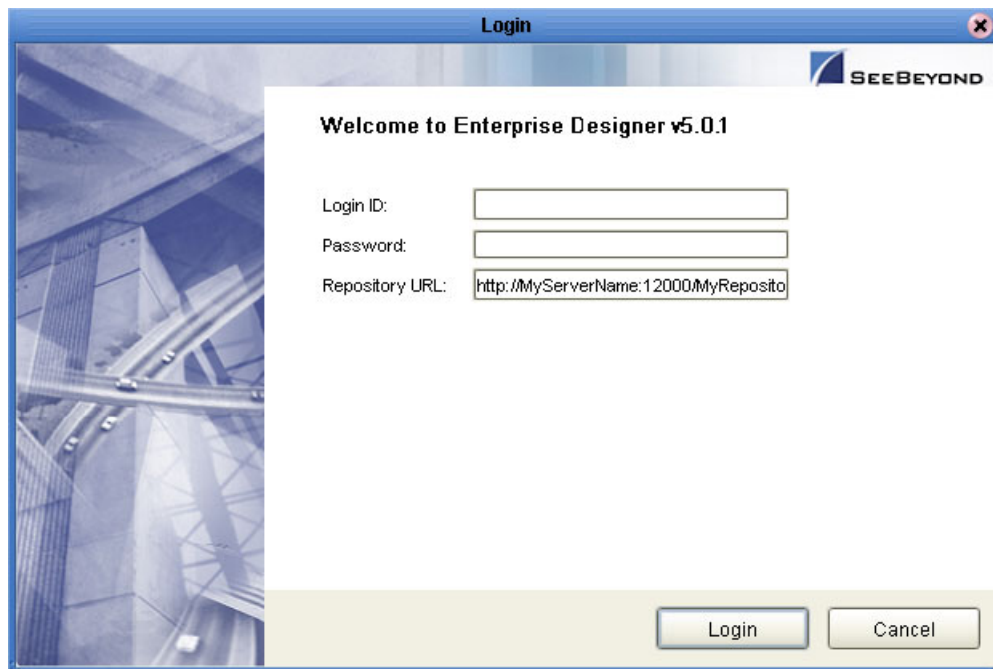 Login
SEEBEYOND
Welcome to Enterprise Designer v5.0.1
Login ID:
Password:
Repository URL: http://MyServerName:12000/MyReposito
Login Cancel